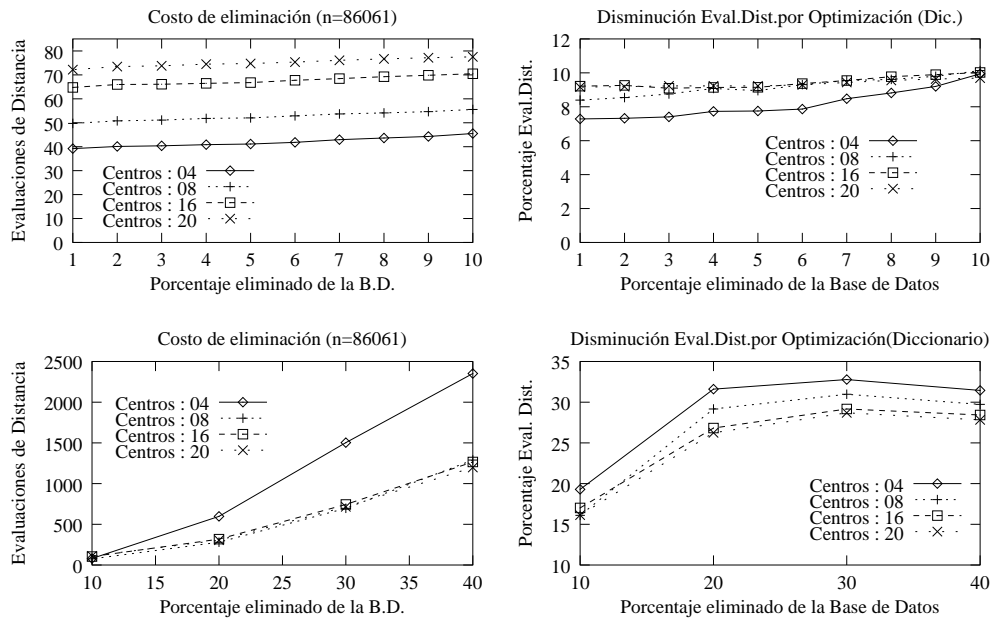 Costo de eliminación (n=86061)
Evaluaciones de Distancia
80
70
60
50
40
30
20
10
0
Centros : 04
Centros : 08
Centros : 16
Centros : 20
1 2 3 4 5 6 7 8 9 10
Porcentaje eliminado de la B.D.
Disminución Eval.Dist.por Optimización (Dic.)
Porcentaje Eval.Dist.
12
10
8
6
4
2
0
Centros : 04
Centros : 08
Centros : 16
Centros : 20
1 2 3 4 5 6 7 8 9 10
Porcentaje eliminado de la Base de Datos
Costo de eliminación (n=86061)
Evaluaciones de Distancia
2500
2000
1500
1000
500
0
Centros : 04
Centros : 08
Centros : 16
Centros : 20
10 15 20 25 30 35 40
Porcentaje eliminado de la B.D.
Disminución Eval.Dist.por Optimización(Diccionario)
Porcentaje Eval. Dist.
35
30
25
20
15
10
Centros : 04
Centros : 08
Centros : 16
Centros : 20
10 20 30 40
Porcentaje eliminado de la Base de Datos